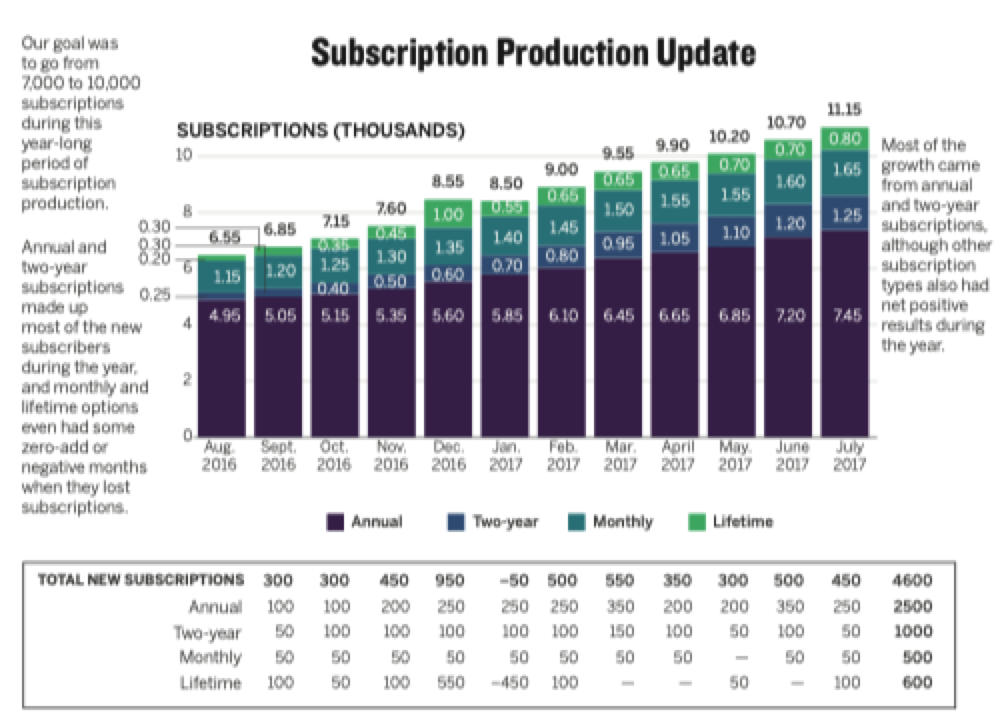 Subscription Production Update
Our goal was
to go from
7,000 to 10,000
subscriptions
during this
year-long
period of
subscription
production.
Annual and
two-year
subscriptions
made up
most of the new
subscribers
during the year,
and monthly and
lifetime options
even had some
zero-add or
negative months
when they lost
subscriptions.
SUBSCRIPTIONS (THOUSANDS)
10
8
6
4
2
0
0.30
0.30
0.20
0.25
6.55 6.85 7.15 7.60 8.55 8.50 9.00 9.55 9.90 10.20 10.70 11.15
0.35 0.45 1.00 0.55 0.65 0.65 0.65 0.70 0.70 0.80
1.15 1.20 1.25 1.30 1.35 1.40 1.45 1.50 1.55 1.55 1.60 1.65
0.40 0.50 0.60 0.70 0.80 0.95 1.05 1.10 1.20 1.25
4.95 5.05 5.15 5.35 5.60 5.85 6.10 6.45 6.65 6.85 7.20 7.45
Aug. Sept. Oct. Nov. Dec. Jan. Feb. Mar. April May. June July
2016 2016 2016 2016 2016 2017 2017 2017 2017 2017 2017 2017
Annual Two-year Monthly Lifetime
Most of the
growth came
from annual
and two-year
subscriptions,
although other
subscription
types also had
net positive
results during
the year.
TOTAL NEW SUBSCRIPTIONS 300 300 450 950 –50 500 550 350 300 500 450 4600
Annual 100 100 200 250 250 250 350 200 200 350 250 2500
Two-year 50 100 100 100 100 100 150 100 50 100 50 1000
Monthly 50 50 50 50 50 50 50 50 — 50 50 500
Lifetime 100 50 100 550 –450 100 — — 50 — 100 600